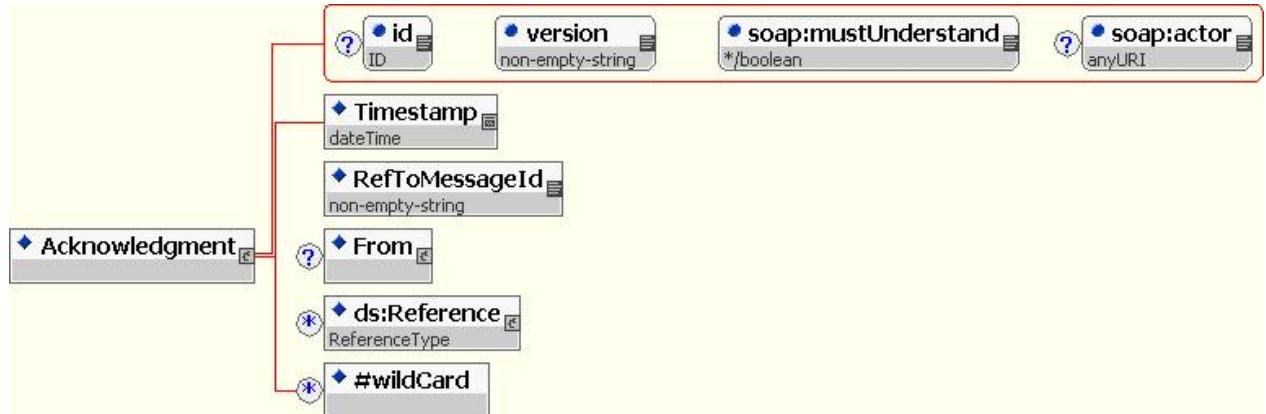 ? id ID
version non-empty-string
soap:mustUnderstand */boolean
? soap:actor anyURI
Timestamp
dateTime
RefToMessageId
non-empty-string
Acknowledgment
? From
* ds:Reference
ReferenceType
* #wildCard